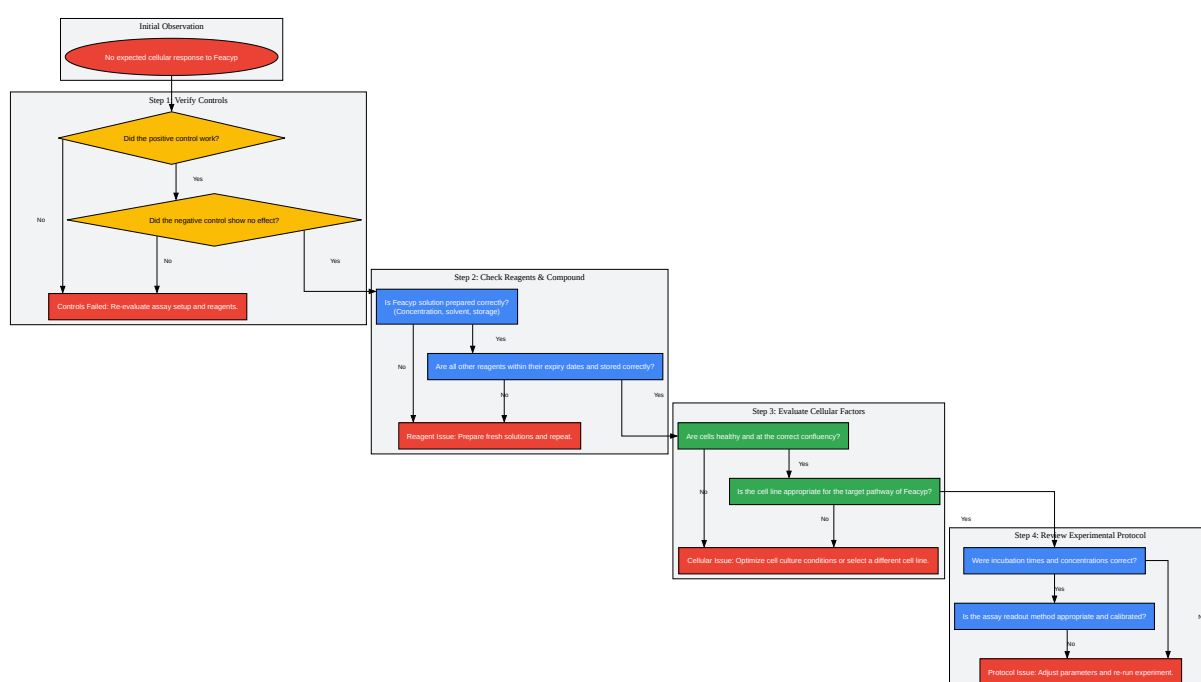 Initial Observation
No expected cellular response to Feacyp
Step 1: Verify Controls
Did the positive control work?
Yes
No
Did the negative control show no effect?
No
Yes
Controls Failed: Re-evaluate assay setup and reagents.
Step 2: Check Reagents & Compound
Is Feacyp solution prepared correctly?
(Concentration, solvent, storage)
Yes
No
Are all other reagents within their expiry dates and stored correctly?
No
Yes
Reagent Issue: Prepare fresh solutions and repeat.
Step 3: Evaluate Cellular Factors
Are cells healthy and at the correct confluency?
Yes
No
Is the cell line appropriate for the target pathway of Feacyp?
No
Yes
Cellular Issue: Optimize cell culture conditions or select a different cell line.
Step 4: Review Experimental Protocol
Were incubation times and concentrations correct?
Yes
Is the assay readout method appropriate and calibrated?
No
Protocol Issue: Adjust parameters and re-run experiment.